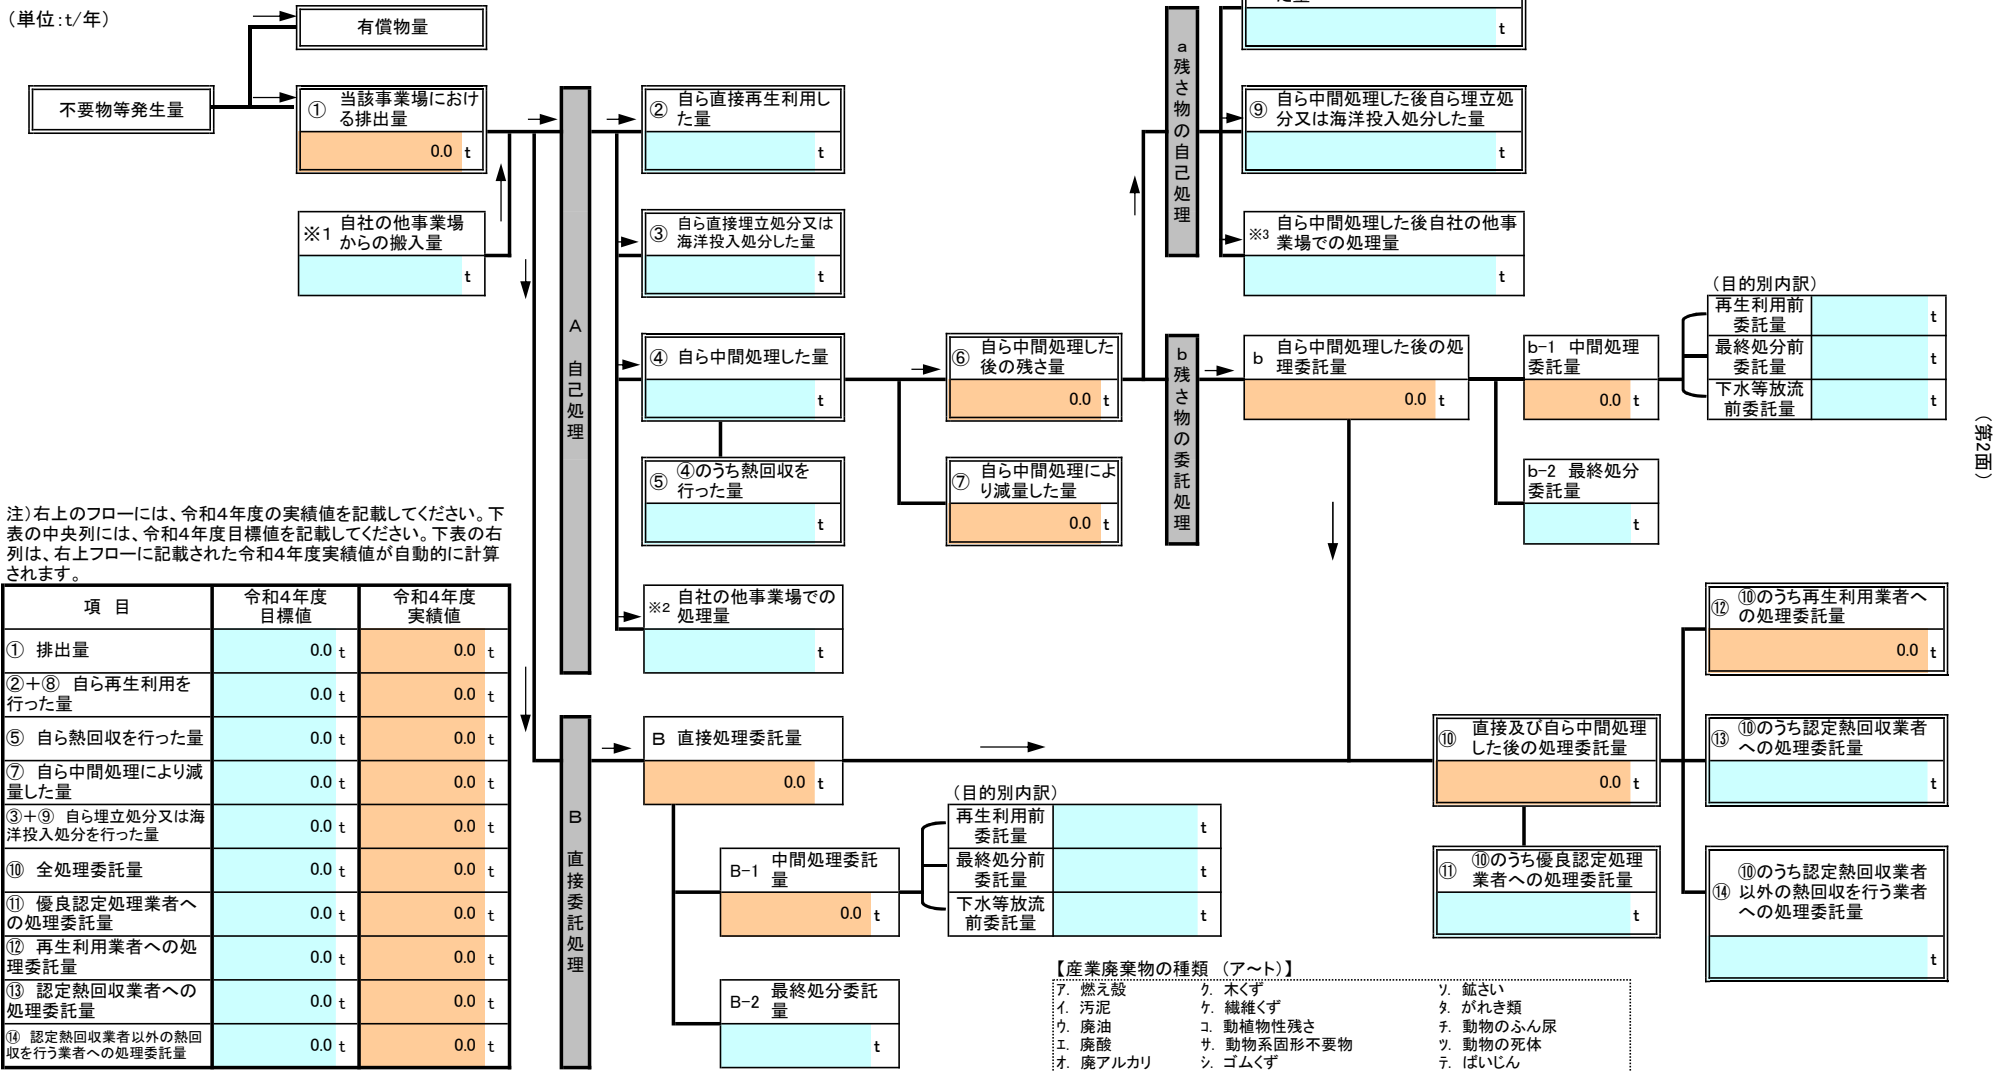 （単位：t/年）
有償物量
不要物等発生量
① 当該事業場におけ
る排出量
0.0 t
※1 自社の他事業場
からの搬入量
t
A 自己処理
② 自ら直接再生利用し
た量
t
③ 自ら直接埋立処分又は
海洋投入処分した量
t
④ 自ら中間処理した量
t
⑤ ④のうち熱回収を
行った量
t
※2 自社の他事業場での
処理量
t
⑥ 自ら中間処理した
後の残さ量
0.0 t
⑦ 自ら中間処理によ
り減量した量
0.0 t
a 残さ物の自己処理
t
⑨ 自ら中間処理した後自ら埋立処
分又は海洋投入処分した量
t
※3 自ら中間処理した後自社の他事
業場での処理量
t
b 残さ物の委託処理
b 自ら中間処理した後の処
理委託量
0.0 t
b-1 中間処理
委託量
0.0 t
b-2 最終処分
委託量
t
（目的別内訳）
再生利用前
委託量
t
最終処分前
委託量
t
下水等放流
前委託量
t
（第2面）
注）右上のフローには、令和4年度の実績値を記載してください。下
表の中央列には、令和4年度目標値を記載してください。下表の右
列は、右上フローに記載された令和4年度実績値が自動的に計算
されます。
項 目
令和4年度
目標値
令和4年度
実績値
① 排出量 0.0 t 0.0 t
②＋⑧ 自ら再生利用を
行った量 0.0 t 0.0 t
⑤ 自ら熱回収を行った量 0.0 t 0.0 t
⑦ 自ら中間処理により減
量した量 0.0 t 0.0 t
③＋⑨ 自ら埋立処分又は海
洋投入処分を行った量 0.0 t 0.0 t
⑩ 全処理委託量 0.0 t 0.0 t
⑪ 優良認定処理業者へ
の処理委託量 0.0 t 0.0 t
⑫ 再生利用業者への処
理委託量 0.0 t 0.0 t
⑬ 認定熱回収業者への
処理委託量 0.0 t 0.0 t
⑭ 認定熱回収業者以外の熱回
収を行う業者への処理委託量 0.0 t 0.0 t
B 直接委託処理
B 直接処理委託量
0.0 t
B-1 中間処理委託
量
0.0 t
B-2 最終処分委託
量
t
（目的別内訳）
再生利用前
委託量
t
最終処分前
委託量
t
下水等放流
前委託量
t
⑩ 直接及び自ら中間処理
した後の処理委託量
0.0 t
⑪ ⑩のうち優良認定処理
業者への処理委託量
t
⑫ ⑩のうち再生利用業者へ
の処理委託量
0.0 t
⑬ ⑩のうち認定熱回収業者
への処理委託量
t
⑭ ⑩のうち認定熱回収業者
以外の熱回収を行う業者
への処理委託量
t
【産業廃棄物の種類 （ア～ト）】
ア. 燃え殻 ク. 木くず ソ. 鉱さい
イ. 汚泥 ケ. 繊維くず タ. がれき類
ウ. 廃油 コ. 動植物性残さ チ. 動物のふん尿
エ. 廃酸 サ. 動物系固形不要物 ツ. 動物の死体
オ. 廃アルカリ シ. ゴムくず テ. ばいじん